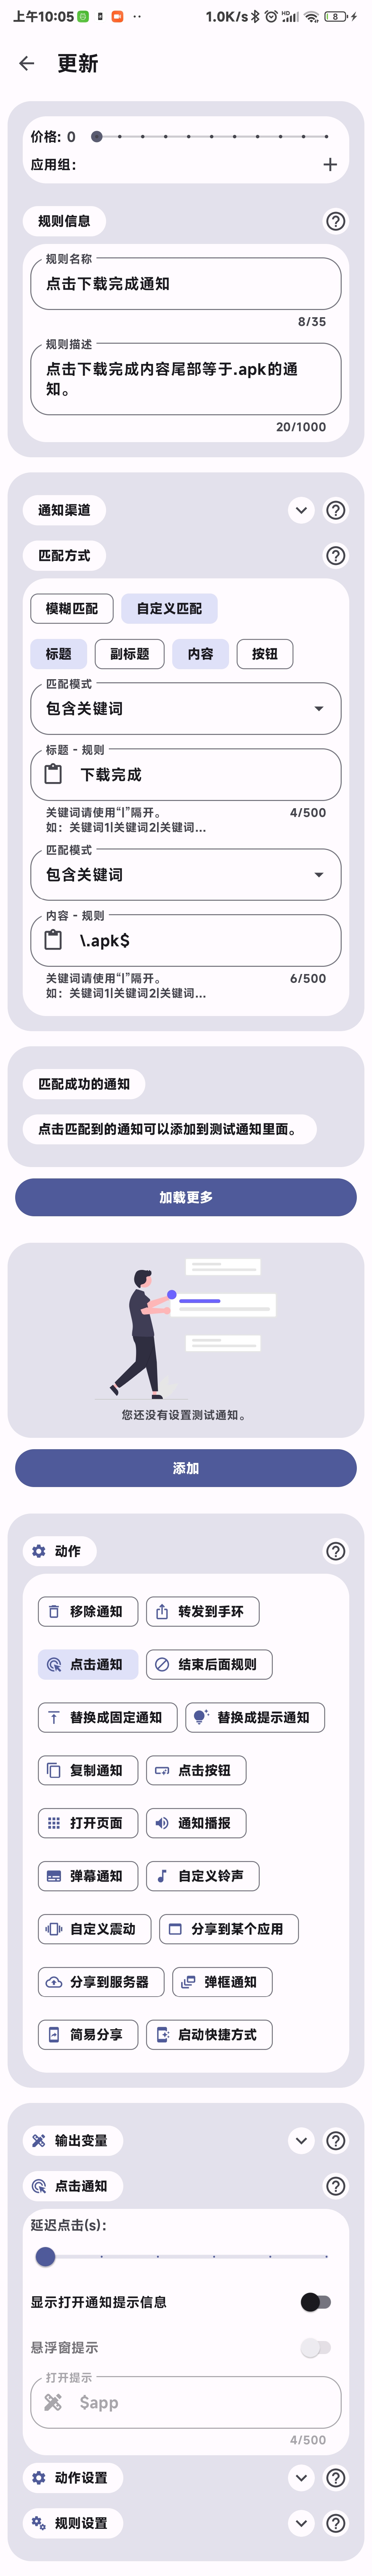 上午10:05
1.0K/s
HD
8
更新
价格: 0
应用组:
规则信息
规则名称
点击下载完成通知
8/35
规则描述
点击下载完成内容尾部等于.apk的通
知。
20/1000
通知渠道
匹配方式
模糊匹配 自定义匹配
标题 副标题 内容 按钮
匹配模式
包含关键词
标题 - 规则
下载完成
关键词请使用“|”隔开。 4/500
如：关键词1|关键词2|关键词...
匹配模式
包含关键词
内容 - 规则
\.apk$
关键词请使用“|”隔开。 6/500
如：关键词1|关键词2|关键词...
匹配成功的通知
点击匹配到的通知可以添加到测试通知里面。
加载更多
您还没有设置测试通知。
添加
动作
移除通知 转发到手环
点击通知 结束后面规则
替换成固定通知 替换成提示通知
复制通知 点击按钮
打开页面 通知播报
弹幕通知 自定义铃声
自定义震动 分享到某个应用
分享到服务器 弹框通知
简易分享 启动快捷方式
输出变量
点击通知
延迟点击(s):
显示打开通知提示信息
悬浮窗提示
打开提示
$app
4/500
动作设置
规则设置